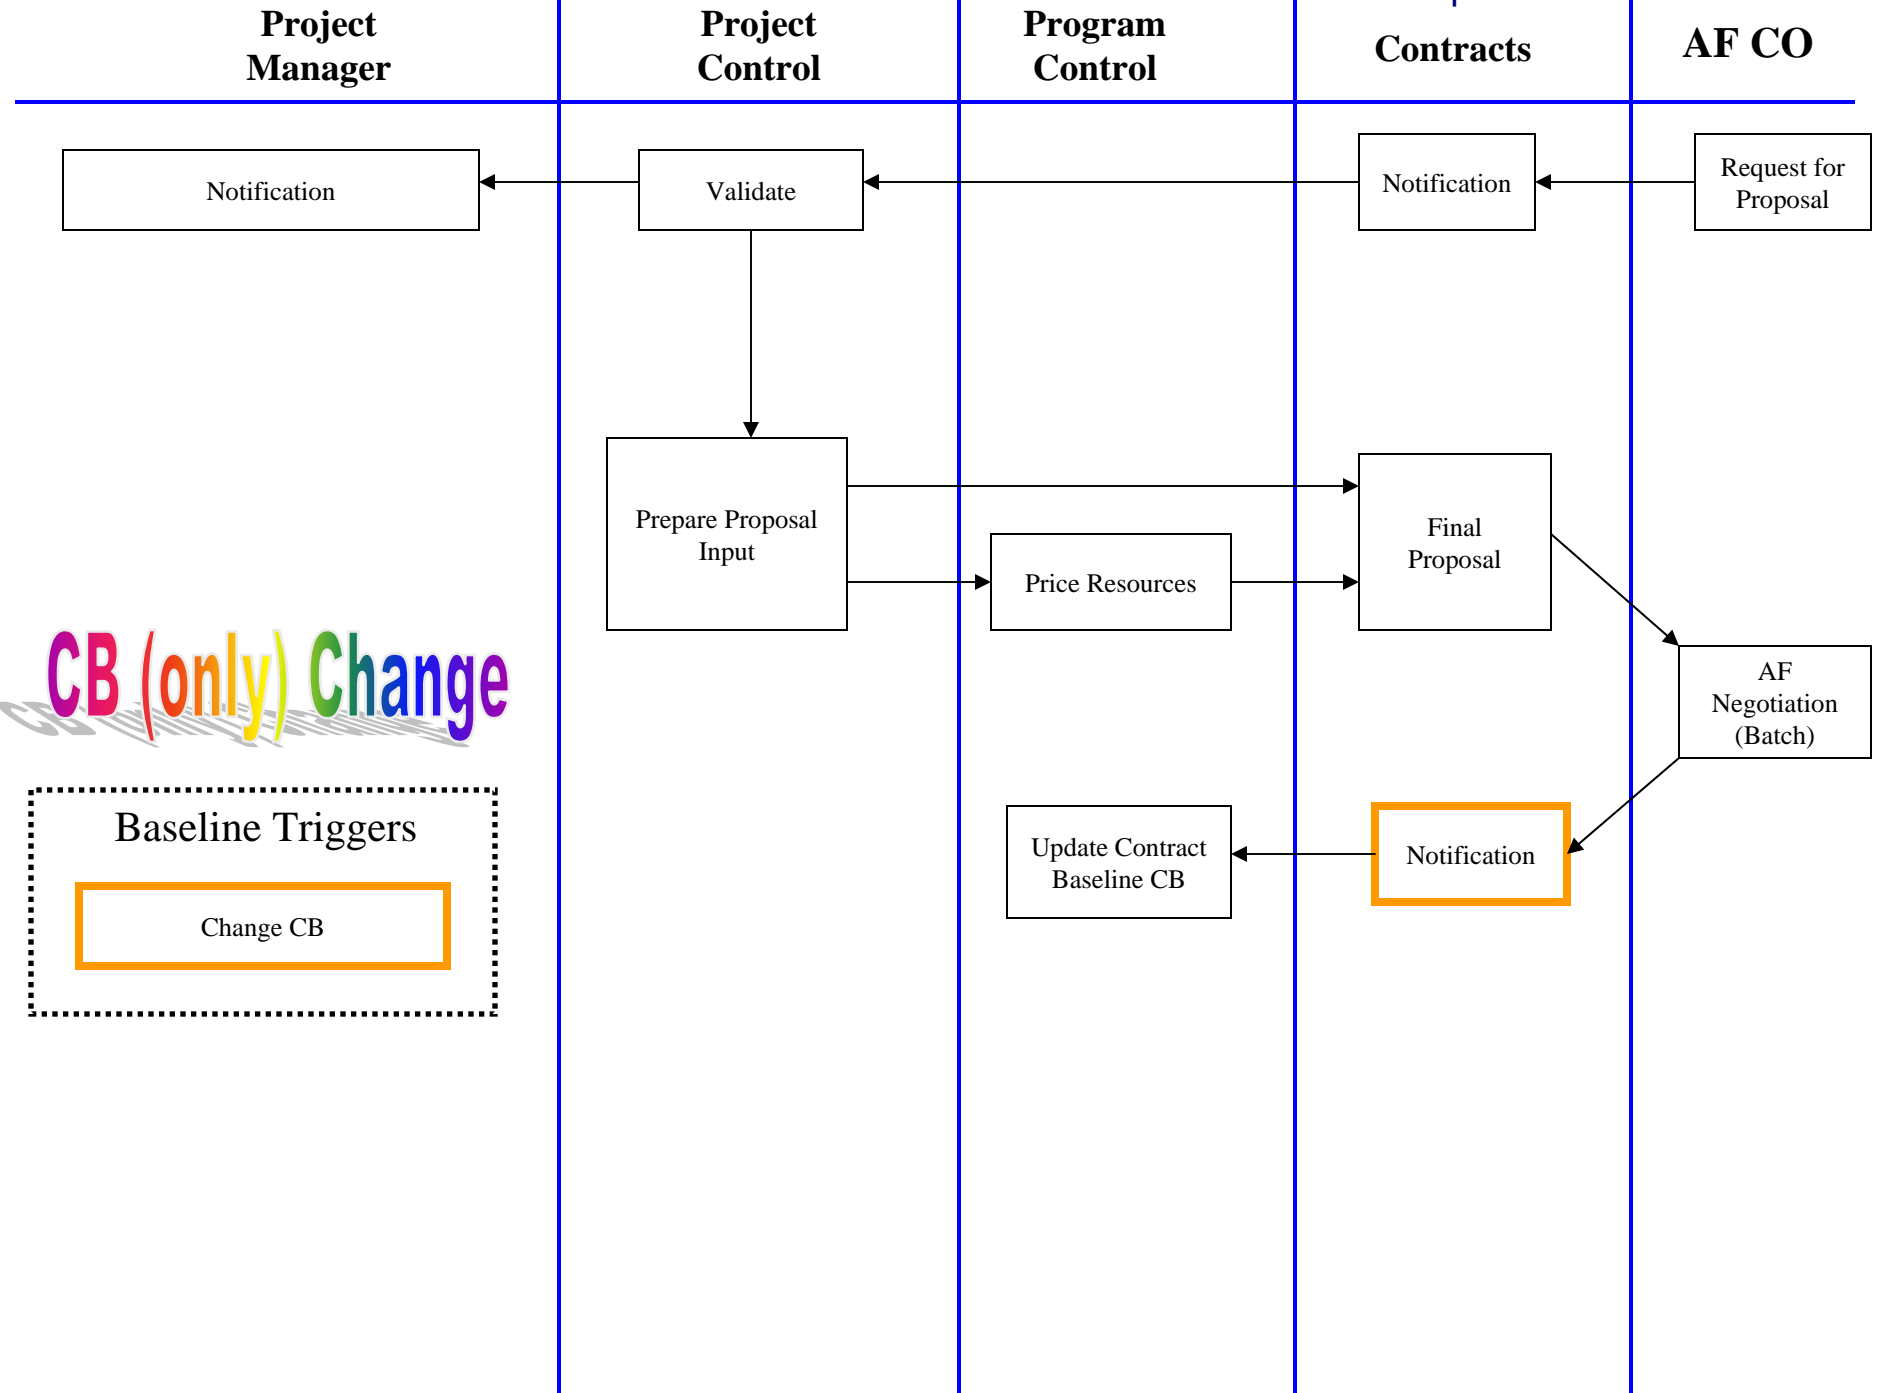 Project
Manager
Project
Control
Program
Control
Contracts
AF CO
Notification
Validate
Notification
Request for
Proposal
Prepare Proposal
Input
Price Resources
Final
Proposal
CB (only) Change
AF
Negotiation
(Batch)
Baseline Triggers
Change CB
Update Contract
Baseline CB
Notification